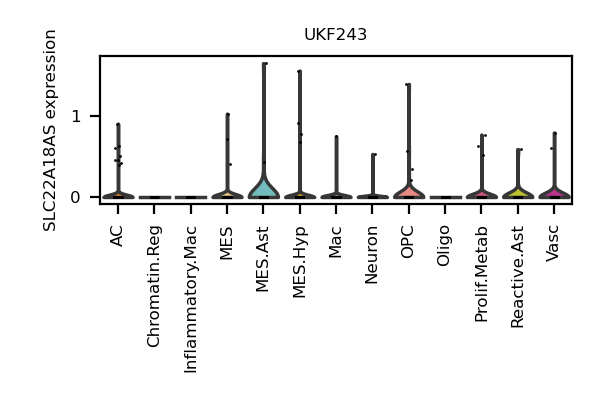 UKF243
SLC22A18AS expression
1
0
AC
Chromatin.Reg
Inflammatory.Mac
MES
MES.Ast
MES.Hyp
Mac
Neuron
OPC
Oligo
Prolif.Metab
Reactive.Ast
Vasc